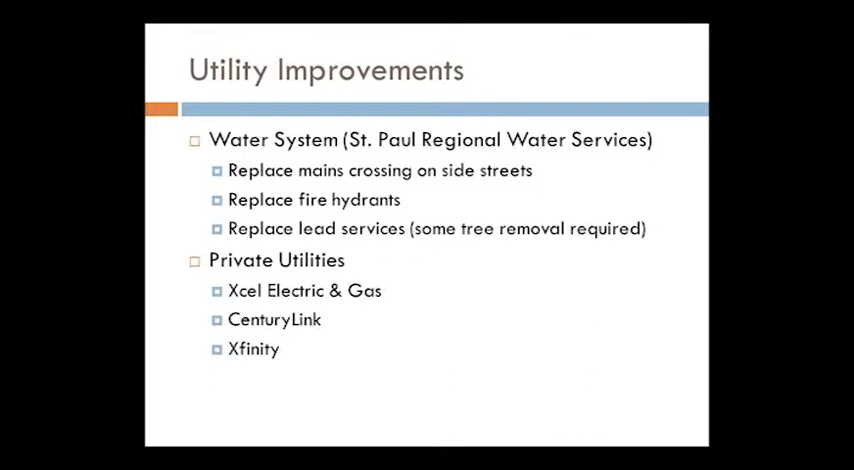 Utility Improvements
Water System (St. Paul Regional Water Services)
Replace mains crossing on side streets
Replace fire hydrants
Replace lead services (some tree removal required)
Private Utilities
Xcel Electric & Gas
CenturyLink
Xfinity